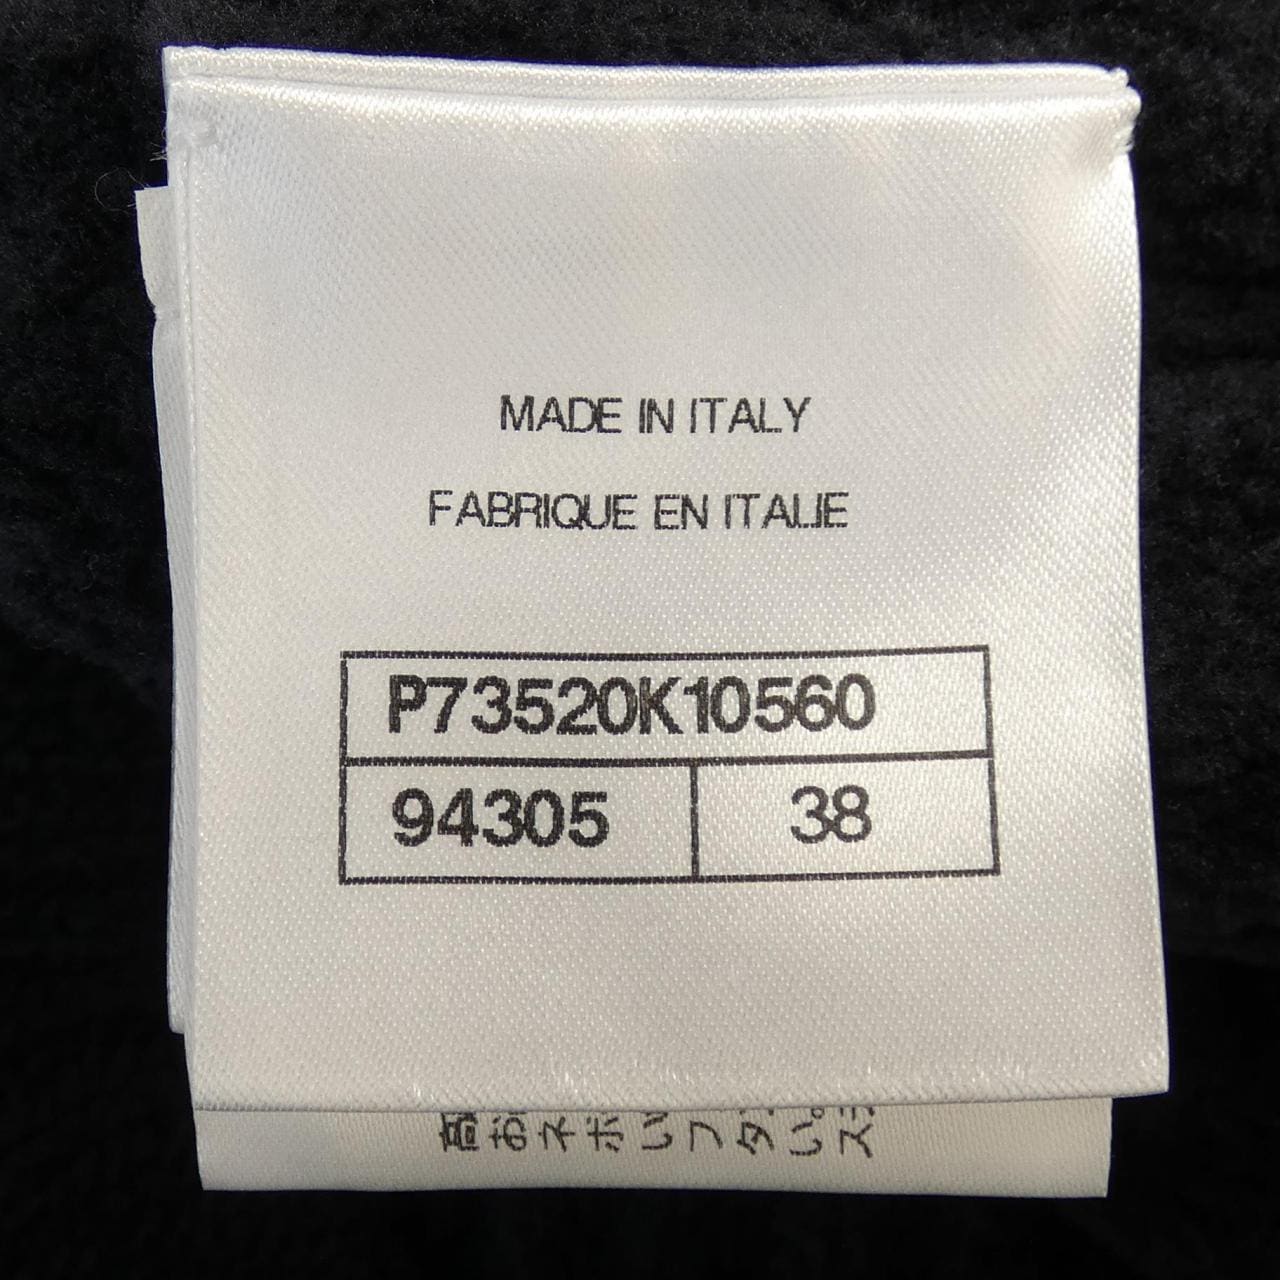 MADE IN ITALY
FABRIQUE EN ITALIE
P73520K10560
94305 38